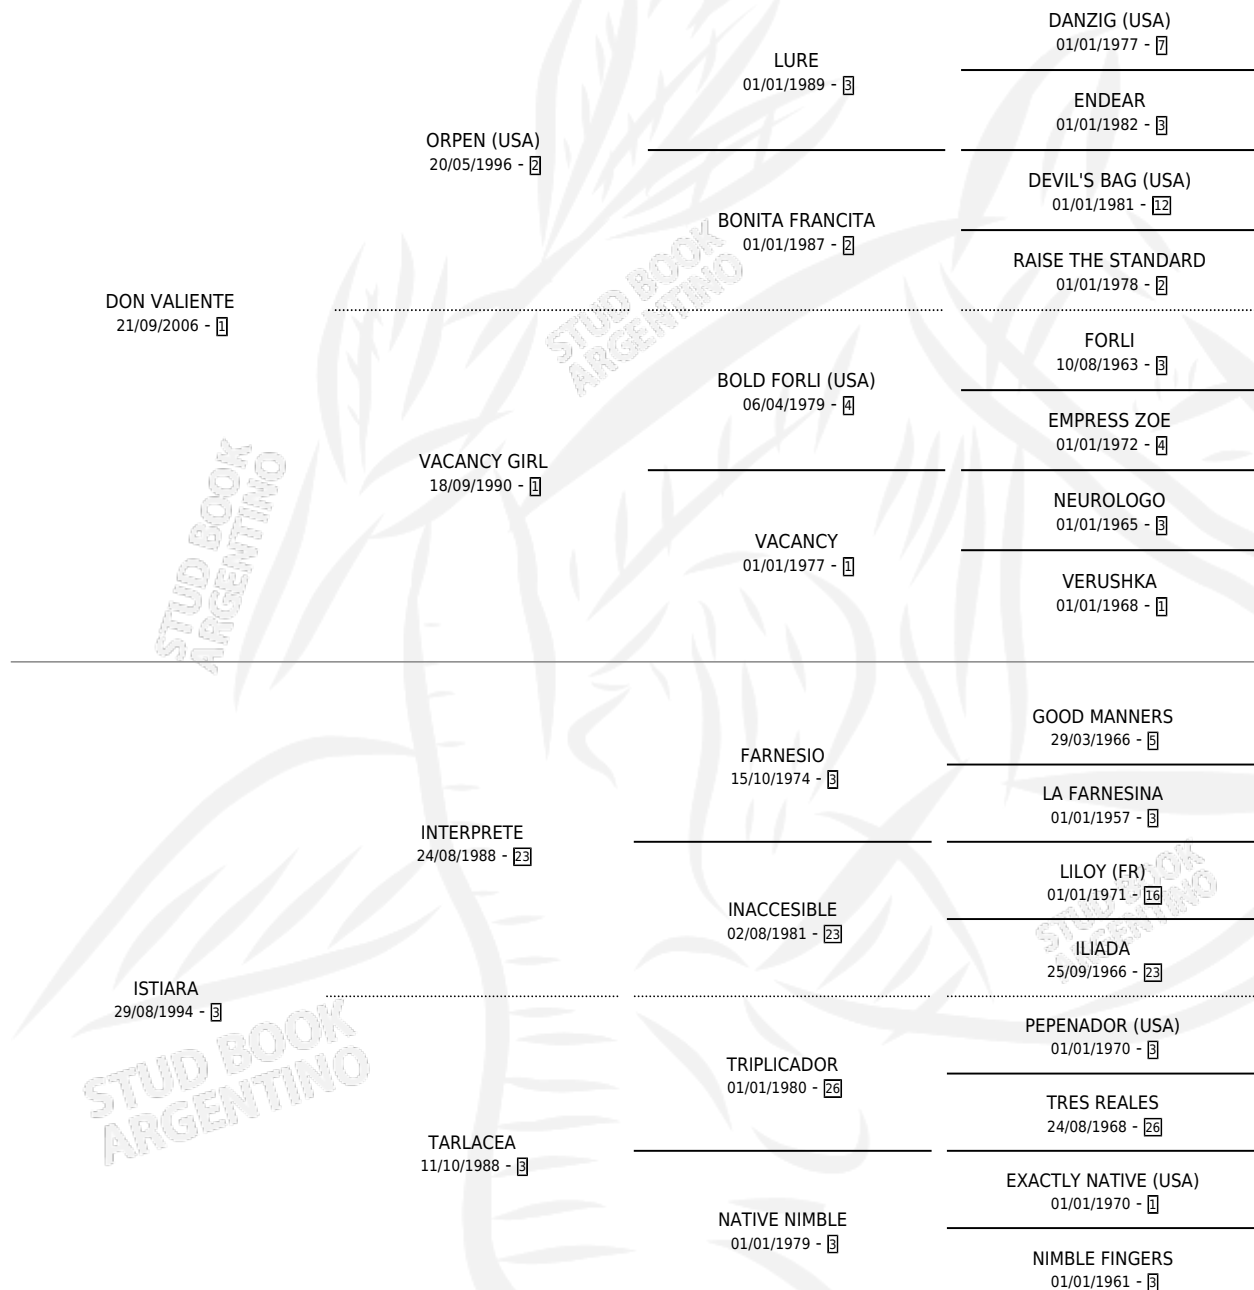 DON VALIENTE
21/09/2006 - 1
ORPEN (USA)
20/05/1996 - 2
LURE
01/01/1989 - 3
DANZIG (USA)
01/01/1977 - 7
ENDEAR
01/01/1982 - 3
BONITA FRANCITA
01/01/1987 - 2
DEVIL'S BAG (USA)
01/01/1981 - 12
RAISE THE STANDARD
01/01/1978 - 2
VACANCY GIRL
18/09/1990 - 1
BOLD FORLI (USA)
06/04/1979 - 4
FORLI
10/08/1963 - 3
EMPRESS ZOE
01/01/1972 - 4
VACANCY
01/01/1977 - 1
NEUROLOGO
01/01/1965 - 3
VERUSHKA
01/01/1968 - 1
ISTIARA
29/08/1994 - 3
INTERPRETE
24/08/1988 - 23
FARNESIO
15/10/1974 - 3
GOOD MANNERS
29/03/1966 - 5
LA FARNESINA
01/01/1957 - 3
INACCESIBLE
02/08/1981 - 23
LILOY (FR)
01/01/1971 - 16
ILIADA
25/09/1966 - 23
TARLACEA
11/10/1988 - 3
TRIPLICADOR
01/01/1980 - 26
PEPENADOR (USA)
01/01/1970 - 3
TRES REALES
24/08/1968 - 26
NATIVE NIMBLE
01/01/1979 - 3
EXACTLY NATIVE (USA)
01/01/1970 - 1
NIMBLE FINGERS
01/01/1961 - 3
STUD BOOK
ARGENTINO
STUD BOOK
ARGENTINO
STUD BOOK
ARGENTINO
STUD BOOK
ARGENTINO